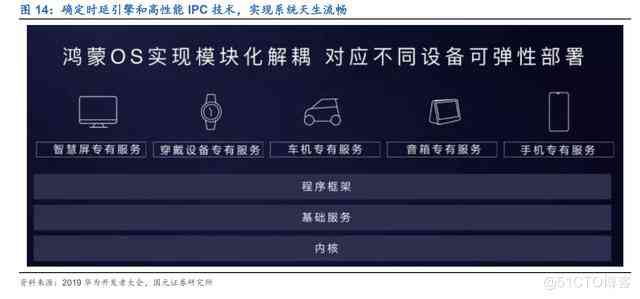 图 14：确定时延引擎和高性能 IPC 技术，实现系统天生流畅
鸿蒙OS实现模块化解耦 对应不同设备可弹性部署
智慧屏专有服务 穿戴设备专有服务 车机专有服务 音箱专有服务 手机专有服务
程序框架
基础服务
内核
资料来源：2019 华为开发者大会，国元证券研究所
@51CTO博客